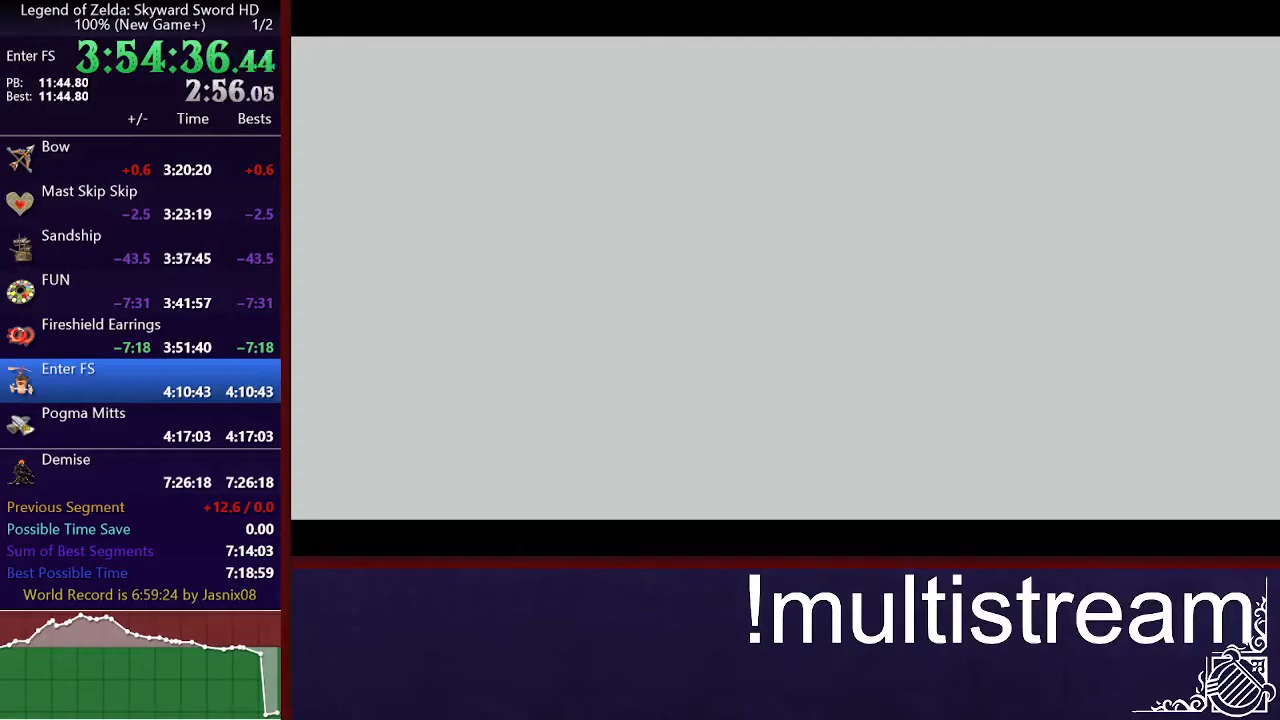 Legend of Zelda: Skyward Sword HD
100% (New Game+) 1/2
Enter FS 3:54:36.44
PB: 11:44.80
Best: 11:44.80
2:56.05
+/- Time Bests
Bow
+0.6 3:20:20 +0.6
Mast Skip Skip
−2.5 3:23:19 −2.5
Sandship
−43.5 3:37:45 −43.5
FUN
−7:31 3:41:57 −7:31
Fireshield Earrings
−7:18 3:51:40 −7:18
Enter FS
4:10:43 4:10:43
Pogma Mitts
4:17:03 4:17:03
Demise
7:26:18 7:26:18
Previous Segment +12.6 / 0.0
Possible Time Save 0.00
Sum of Best Segments 7:14:03
Best Possible Time 7:18:59
World Record is 6:59:24 by Jasnix08
!multistream